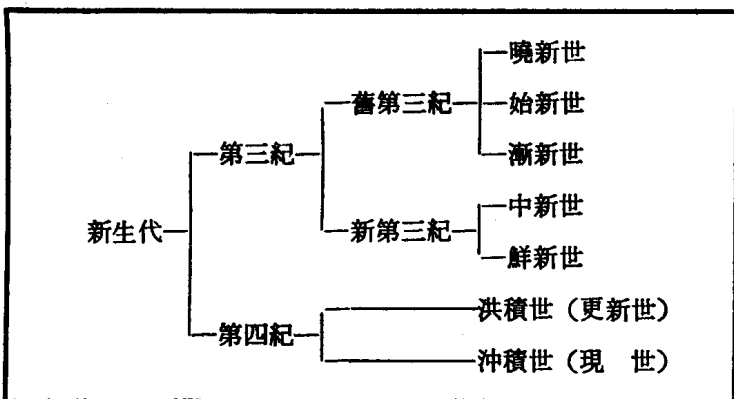 曉新世
舊第三紀
始新世
第三紀
漸新世
中新世
新生代
新第三紀
鮮新世
洪積世（更新世）
第四紀
沖積世（現　世）